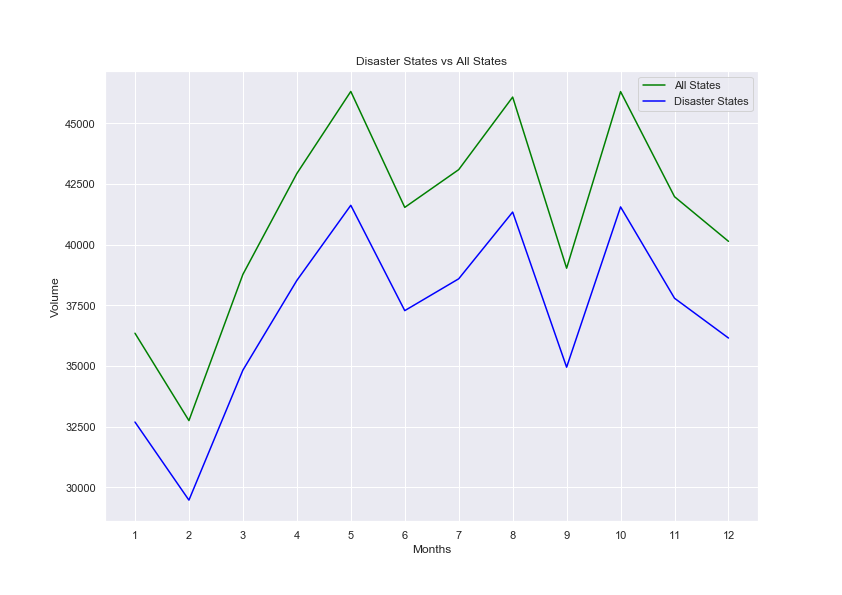 Disaster States vs All States
All States
Disaster States
45000
42500
40000
37500
35000
32500
30000
Volume
1 2 3 4 5 6 7 8 9 10 11 12
Months